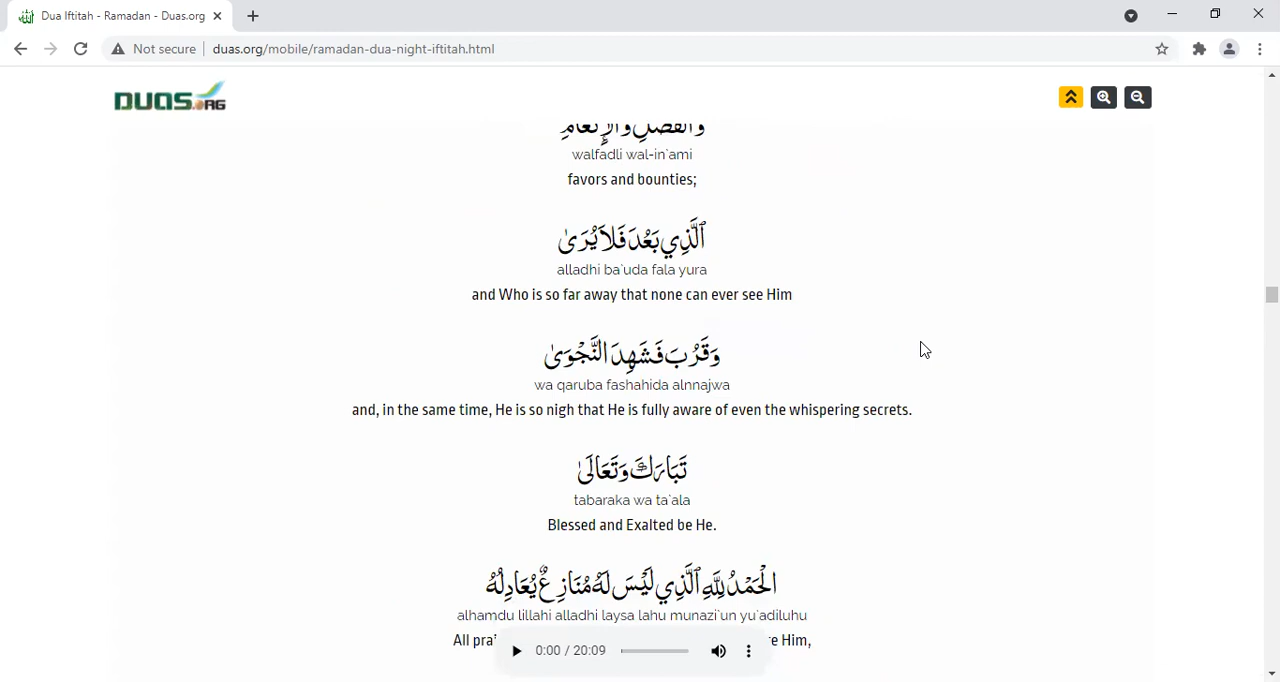 Dua Iftitah - Ramadan - Duas.org
Not secure
duas.org/mobile/ramadan-dua-night-iftitah.html
DUAS.ORG
وَالْفَضْلِ وَالإِنْعَامِ
walfadli wal-in`ami
favors and bounties;
ٱلَّذِي بَعُدَ فَلاَ يُرَىٰ
alladhi ba`uda fala yura
and Who is so far away that none can ever see Him
وَقَرُبَ فَشَهِدَ النَّجْوَىٰ
wa qaruba fashahida alnnajwa
and, in the same time, He is so nigh that He is fully aware of even the whispering secrets.
تَبَارَكَ وَتَعَالَىٰ
tabaraka wa ta`ala
Blessed and Exalted be He.
الْحَمْدُ لِلَّهِ ٱلَّذِي لَيْسَ لَهُ مُنَازِعٌ يُعَادِلُهُ
alhamdu lillahi alladhi laysa lahu munazi`un yu`adiluhu
All Him,
0:00 / 20:09